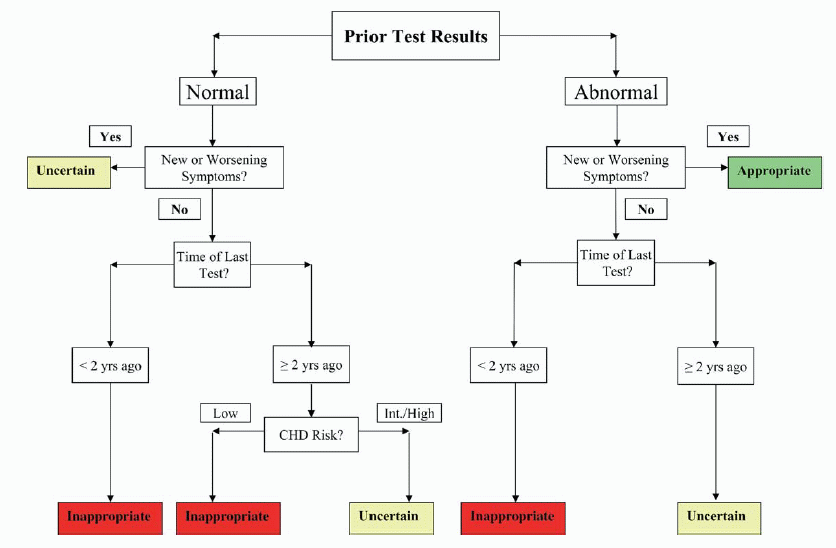 Prior Test Results
Normal
Abnormal
Yes
Yes
Uncertain
New or Worsening
Symptoms?
New or Worsening
Symptoms?
Appropriate
No
No
Time of Last
Test?
Time of Last
Test?
< 2 yrs ago
≥ 2 yrs ago
< 2 yrs ago
≥ 2 yrs ago
Low
Int./High
CHD Risk?
Inappropriate
Inappropriate
Uncertain
Inappropriate
Uncertain